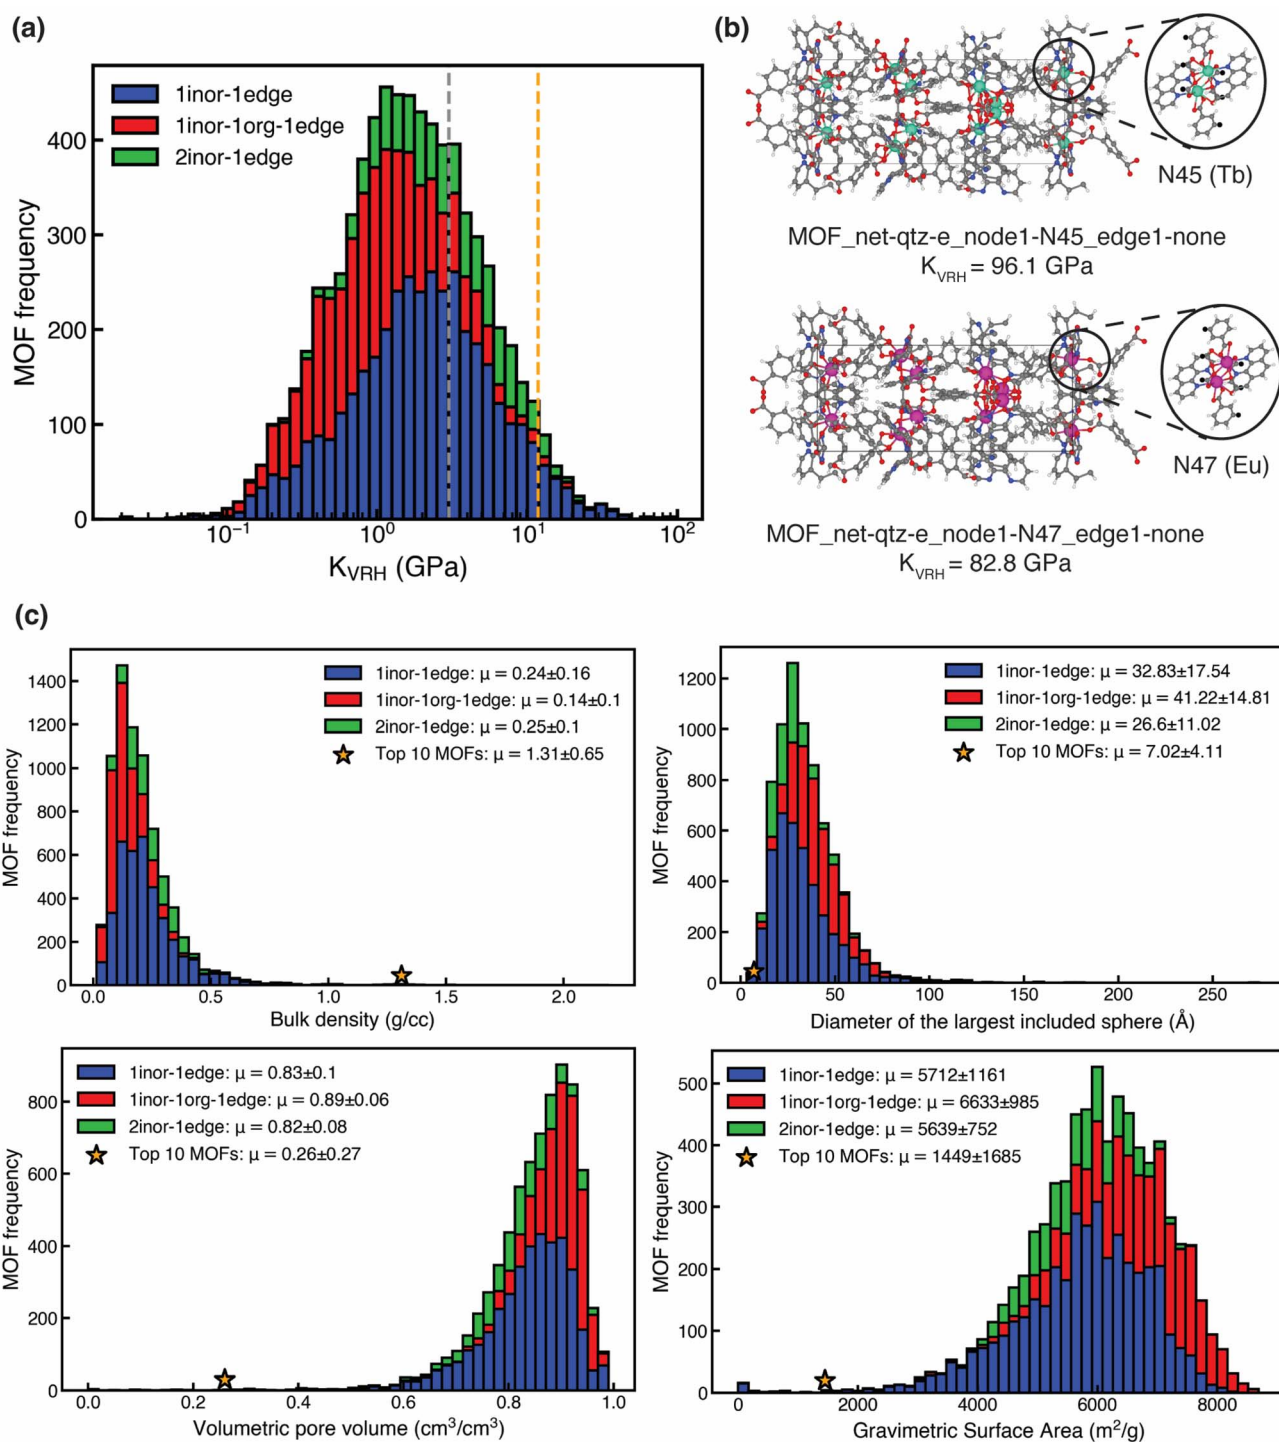 (a)
1inor-1edge
1inor-1org-1edge
2inor-1edge
MOF frequency
400
300
200
100
0
10⁻¹
10⁰
10¹
10²
K_VRH (GPa)
(b)
N45 (Tb)
MOF_net-qtz-e_node1-N45_edge1-none
K_VRH = 96.1 GPa
N47 (Eu)
MOF_net-qtz-e_node1-N47_edge1-none
K_VRH = 82.8 GPa
(c)
1inor-1edge: μ = 0.24±0.16
1inor-1org-1edge: μ = 0.14±0.1
2inor-1edge: μ = 0.25±0.1
Top 10 MOFs: μ = 1.31±0.65
MOF frequency
1400
1200
1000
800
600
400
200
0
0.0
0.5
1.0
1.5
2.0
Bulk density (g/cc)
1inor-1edge: μ = 32.83±17.54
1inor-1org-1edge: μ = 41.22±14.81
2inor-1edge: μ = 26.6±11.02
Top 10 MOFs: μ = 7.02±4.11
MOF frequency
1200
1000
800
600
400
200
0
0
50
100
150
200
250
Diameter of the largest included sphere (Å)
1inor-1edge: μ = 0.83±0.1
1inor-1org-1edge: μ = 0.89±0.06
2inor-1edge: μ = 0.82±0.08
Top 10 MOFs: μ = 0.26±0.27
MOF frequency
800
600
400
200
0
0.0
0.2
0.4
0.6
0.8
1.0
Volumetric pore volume (cm³/cm³)
1inor-1edge: μ = 5712±1161
1inor-1org-1edge: μ = 6633±985
2inor-1edge: μ = 5639±752
Top 10 MOFs: μ = 1449±1685
MOF frequency
500
400
300
200
100
0
0
2000
4000
6000
8000
Gravimetric Surface Area (m²/g)